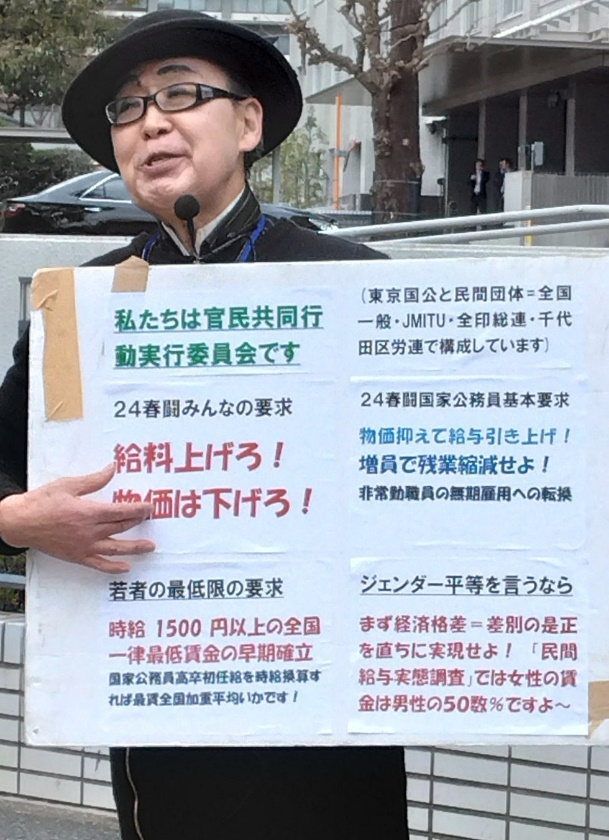 私たちは官民共同行
動実行委員会です
(東京国公と民間団体=全国
一般・JMITU・全印総連・千代
田区労連で構成しています)
24春闘みんなの要求
給料上げろ!
物価は下げろ!
24春闘国家公務員基本要求
物価抑えて給与引き上げ!
増員で残業縮減せよ!
非常勤職員の無期雇用への転換
若者の最低限の要求
時給 1500 円以上の全国
一律最低賃金の早期確立
国家公務員高卒初任給を時給換算す
れば最賃全国加重平均いかです!
ジェンダー平等を言うなら
まず経済格差=差別の是正
を直ちに実現せよ! 「民間
給与実態調査」では女性の賃
金は男性の50数%ですよ~